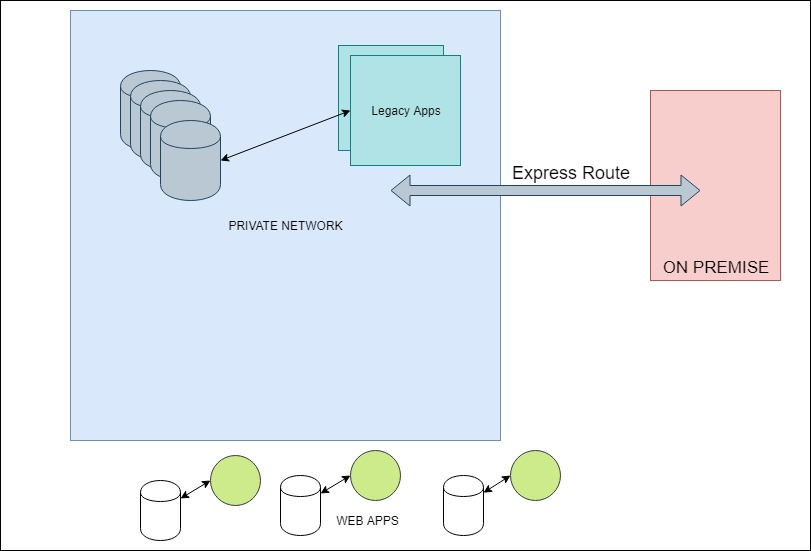 Legacy Apps
Express Route
PRIVATE NETWORK
ON PREMISE
WEB APPS